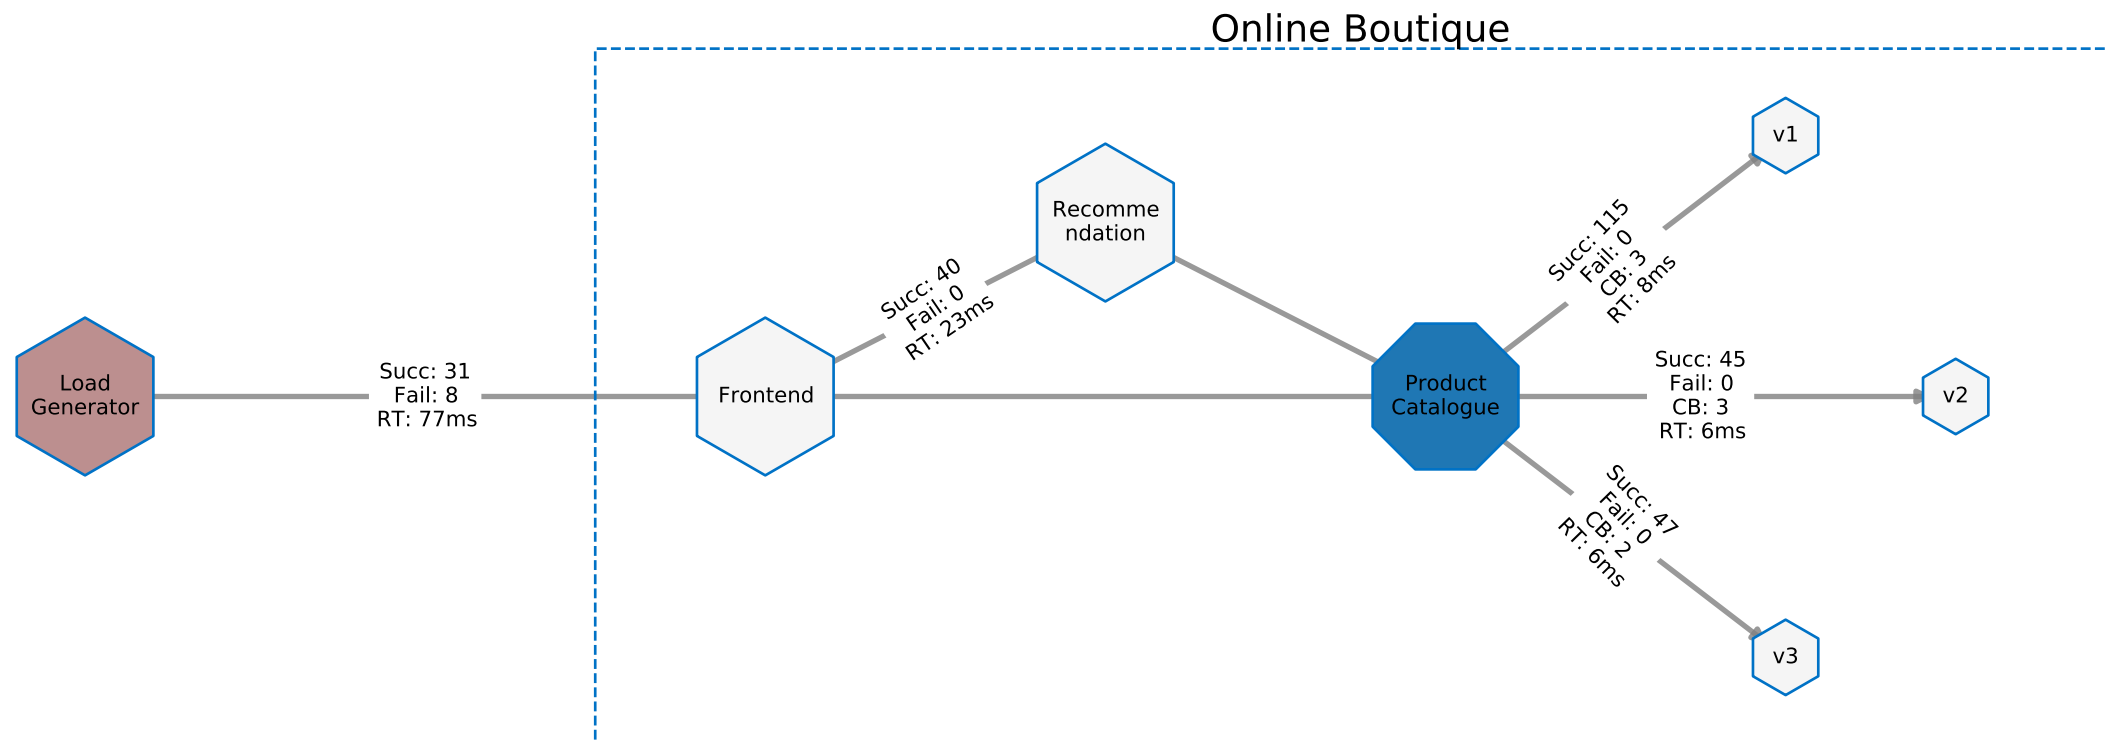 Online Boutique
Load
Generator
Succ: 31
Fail: 8
RT: 77ms
Frontend
Succ: 40
Fail: 0
RT: 23ms
Recomme
ndation
Product
Catalogue
Succ: 115
Fail: 0
CB: 3
RT: 8ms
v1
Succ: 45
Fail: 0
CB: 3
RT: 6ms
v2
Succ: 47
Fail: 0
CB: 2
RT: 6ms
v3